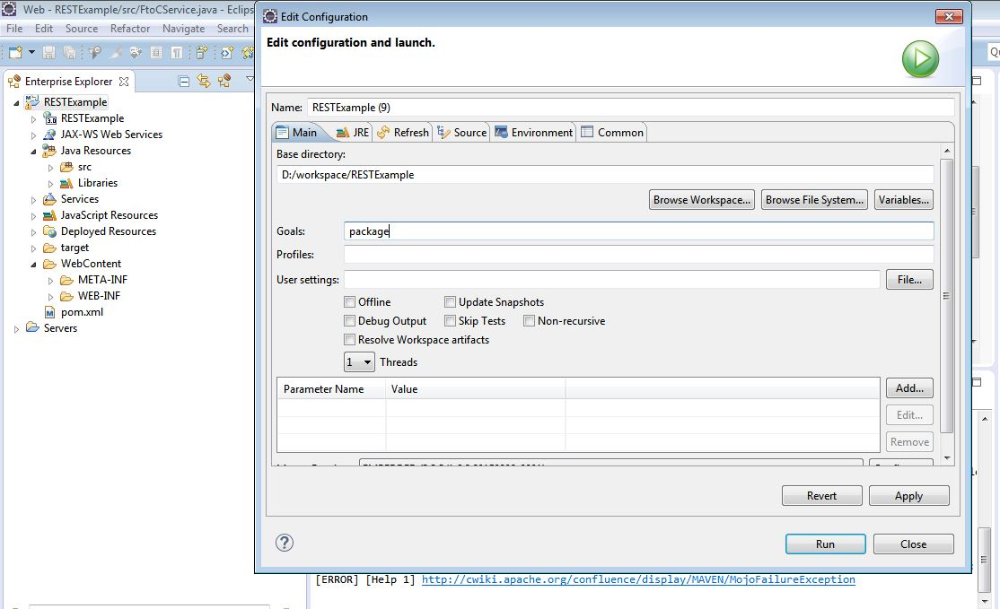 Web - RESTExample/src/FtoCService.java - Eclips
File Edit Source Refactor Navigate Search
Enterprise Explorer
RESTExample
RESTExample
3.0
JAX-WS Web Services
Java Resources
src
Libraries
Services
JavaScript Resources
Deployed Resources
target
WebContent
META-INF
WEB-INF
pom.xml
Servers
Edit Configuration
Edit configuration and launch.
Name: RESTExample (9)
Main JRE Refresh Source Environment Common
Base directory:
D:/workspace/RESTExample
Browse Workspace... Browse File System... Variables...
Goals: package
Profiles:
User settings: File...
Offline Update Snapshots
Debug Output Skip Tests Non-recursive
Resolve Workspace artifacts
1 Threads
Parameter Name Value
Add...
Edit...
Remove
Revert Apply
? Run Close
[ERROR] [Help 1] http://cwiki.apache.org/confluence/display/MAVEN/MojoFailureException